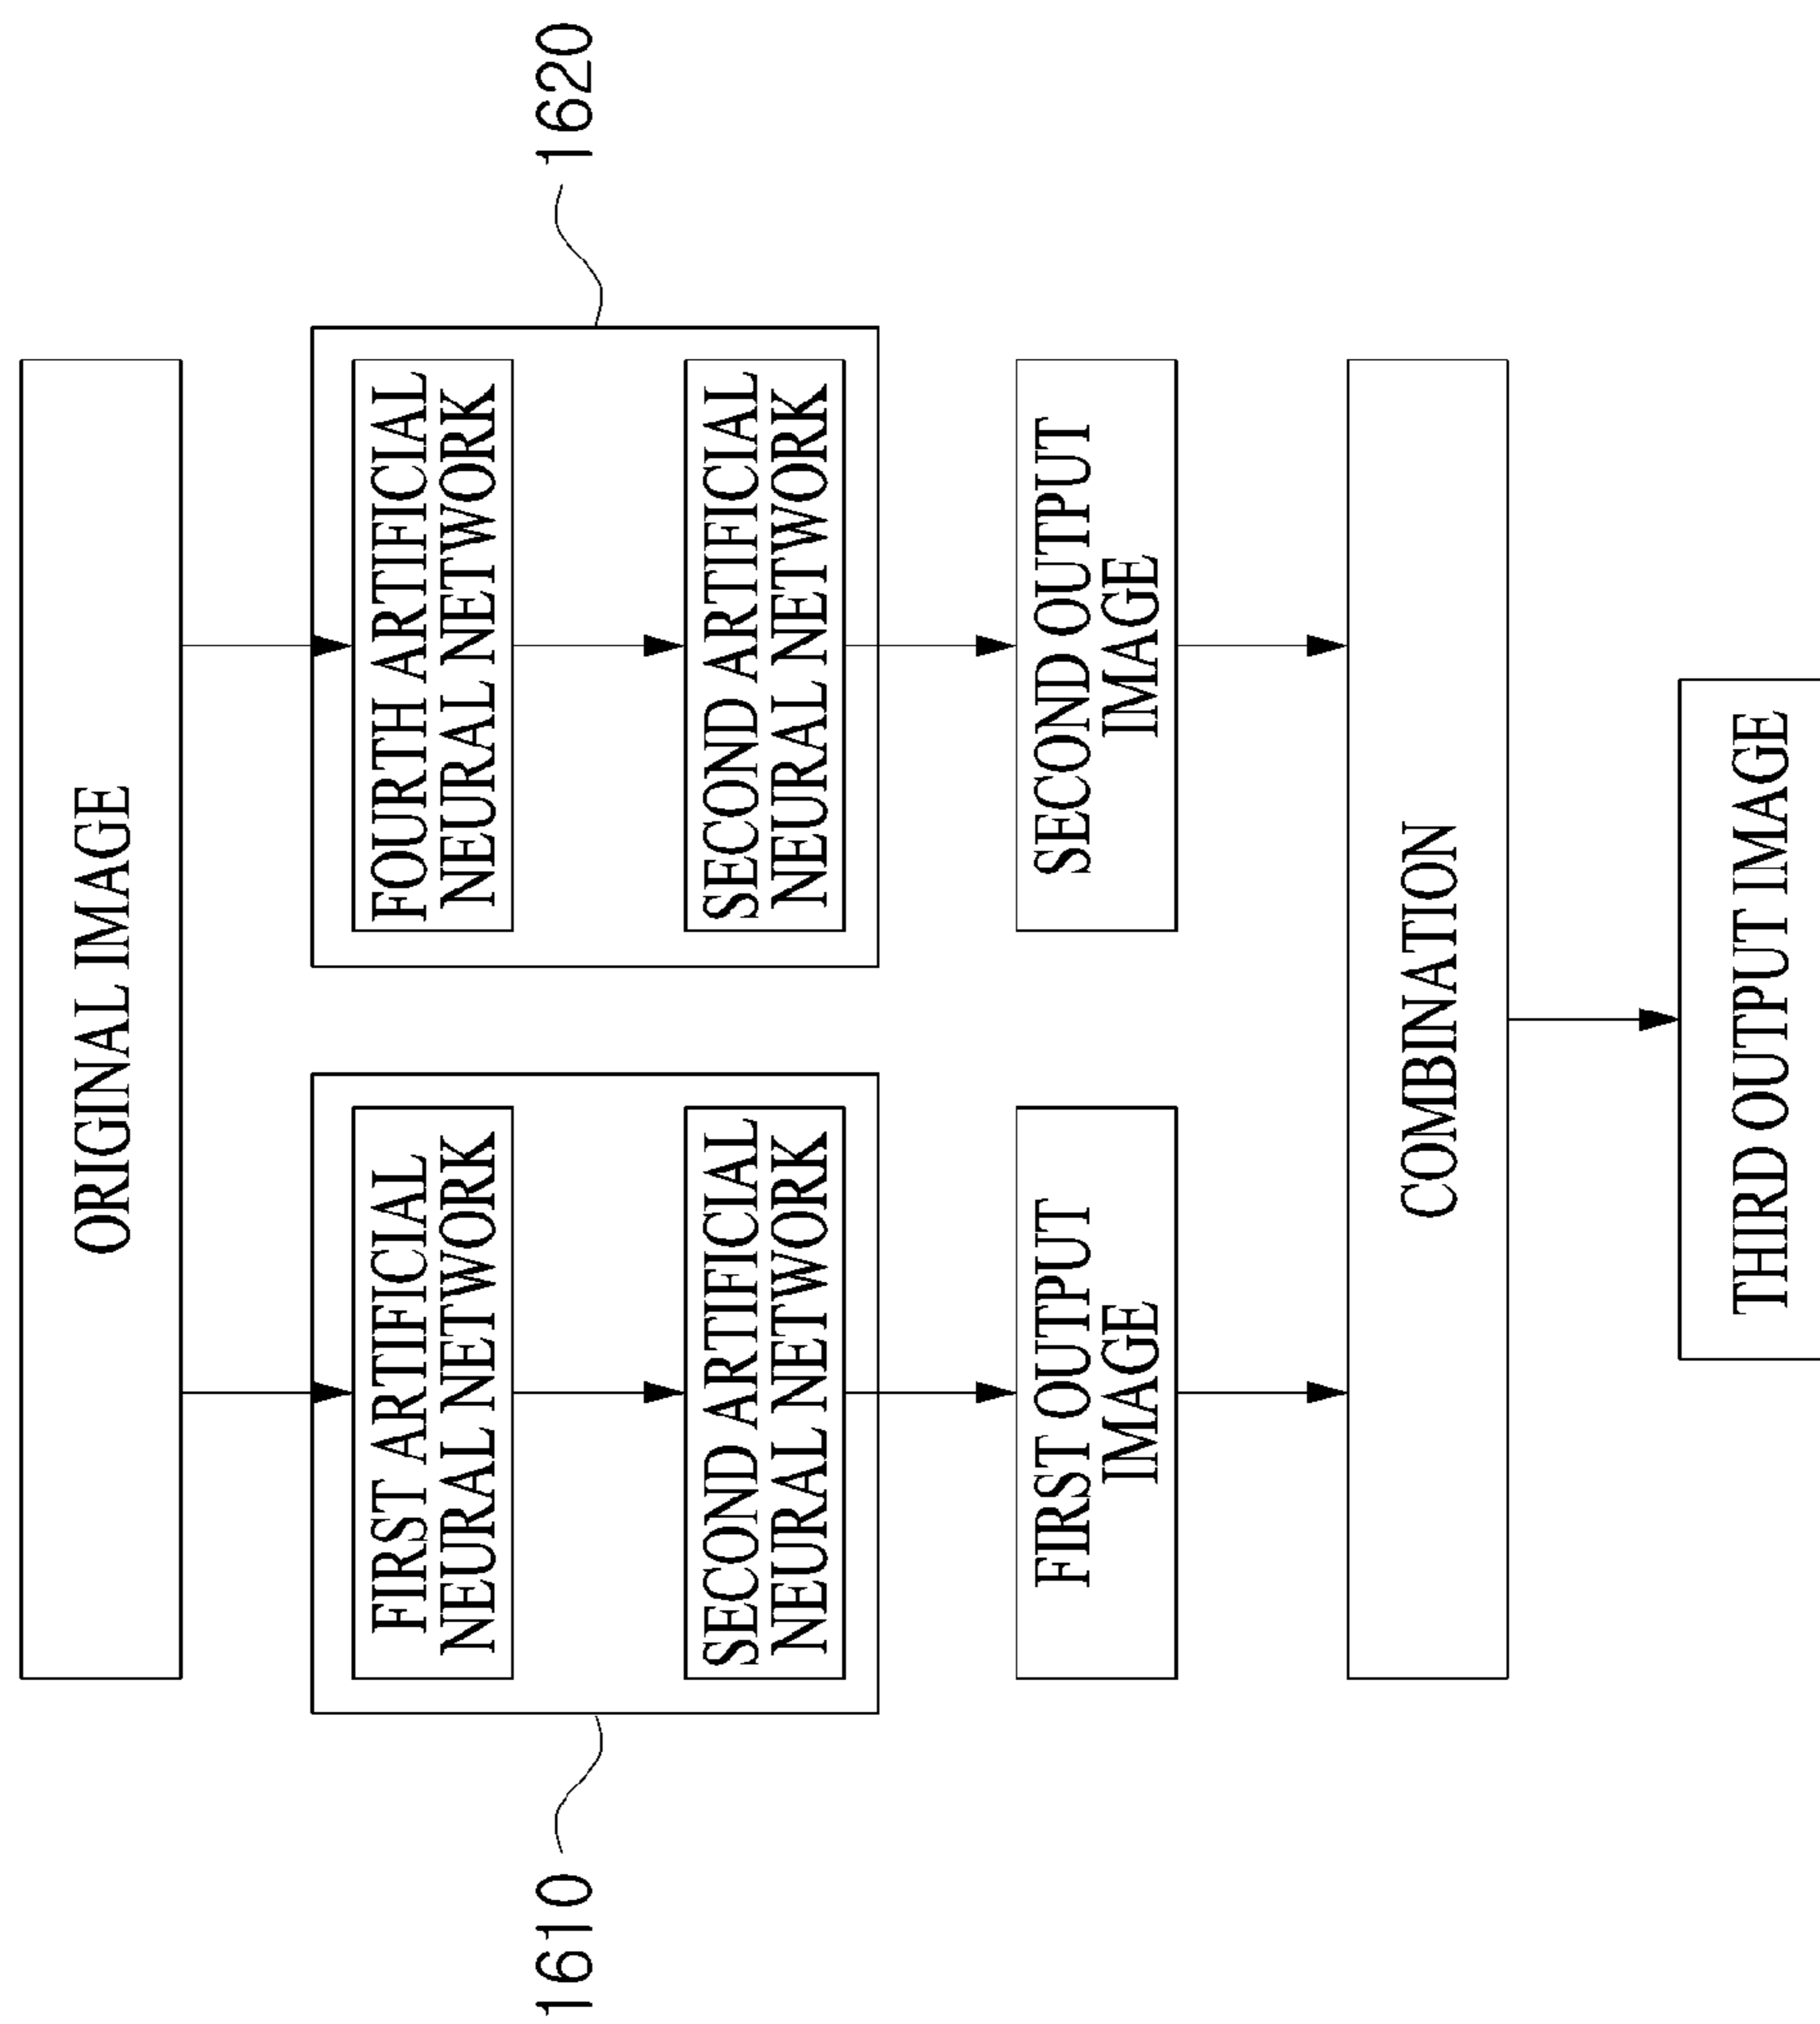 ORIGINAL IMAGE
1610
FIRST ARTIFICIAL
NEURAL NETWORK
SECOND ARTIFICIAL
NEURAL NETWORK
1620
FOURTH ARTIFICIAL
NEURAL NETWORK
SECOND ARTIFICIAL
NEURAL NETWORK
FIRST OUTPUT
IMAGE
SECOND OUTPUT
IMAGE
COMBINATION
THIRD OUTPUT IMAGE